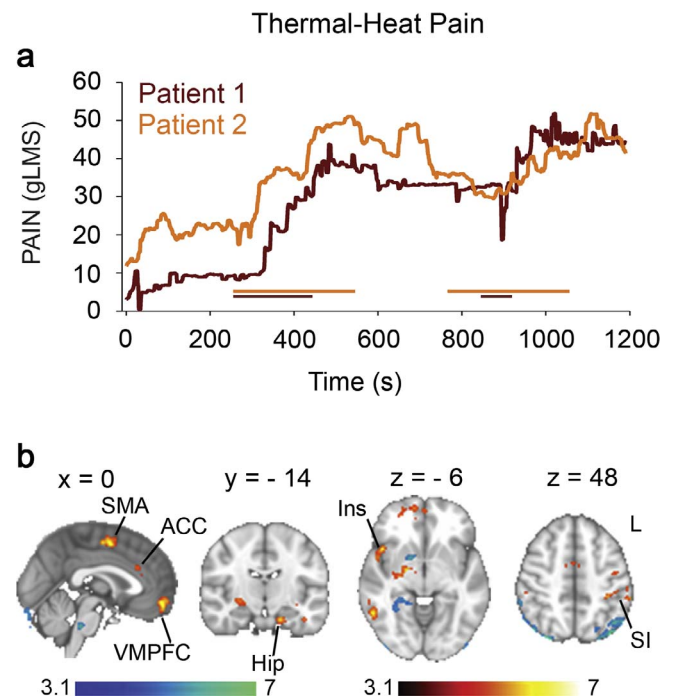 Thermal-Heat Pain
a
60
50
40
30
20
10
0
PAIN (gLMS)
Patient 1
Patient 2
0 200 400 600 800 1000 1200
Time (s)
b
x = 0 y = - 14 z = - 6 z = 48
SMA
ACC
VMPFC
Hip
Ins
L
SI
3.1 7 3.1 7